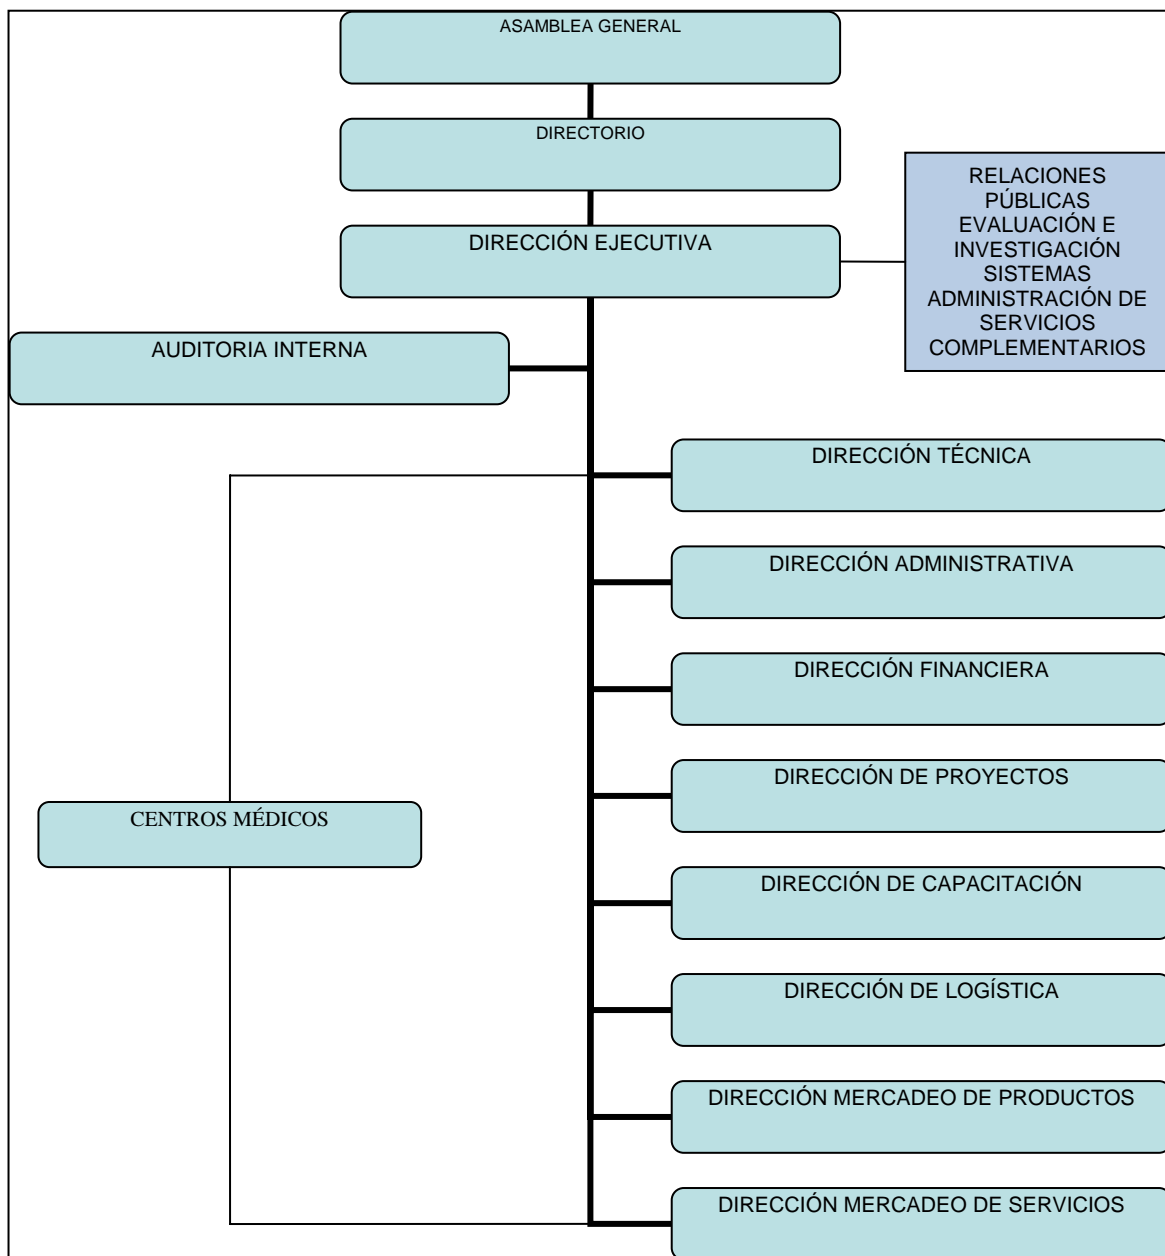 ASAMBLEA GENERAL
DIRECTORIO
DIRECCIÓN EJECUTIVA
RELACIONES
PÚBLICAS
EVALUACIÓN E
INVESTIGACIÓN
SISTEMAS
ADMINISTRACIÓN DE
SERVICIOS
COMPLEMENTARIOS
AUDITORIA INTERNA
DIRECCIÓN TÉCNICA
DIRECCIÓN ADMINISTRATIVA
DIRECCIÓN FINANCIERA
DIRECCIÓN DE PROYECTOS
CENTROS MÉDICOS
DIRECCIÓN DE CAPACITACIÓN
DIRECCIÓN DE LOGÍSTICA
DIRECCIÓN MERCADEO DE PRODUCTOS
DIRECCIÓN MERCADEO DE SERVICIOS